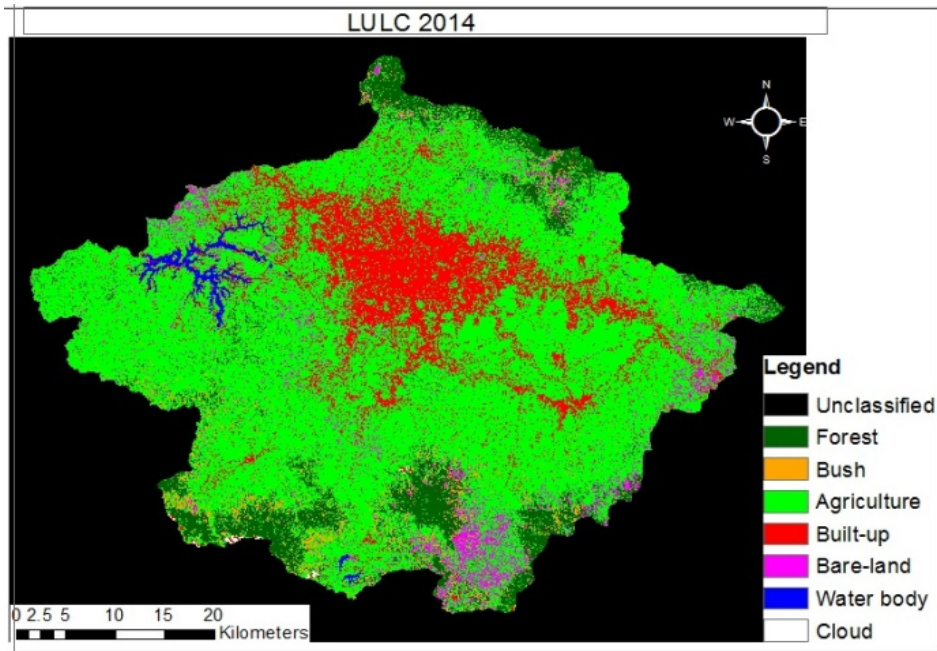 LULC 2014
N
W E
S
Legend
Unclassified
Forest
Bush
Agriculture
Built-up
Bare-land
Water body
Cloud
0 2.5 5 10 15 20
Kilometers